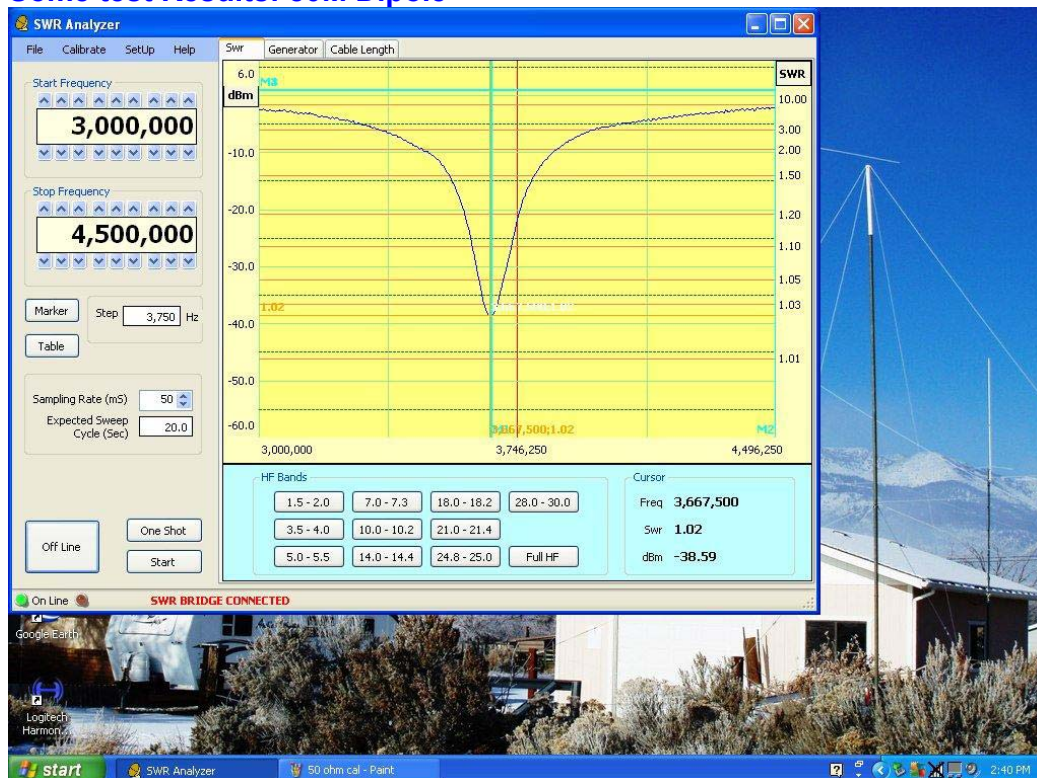 SWR Analyzer
File Calibrate SetUp Help
Swr Generator Cable Length
Start Frequency
3,000,000
Stop Frequency
4,500,000
Marker
Step 3,750 Hz
Table
Sampling Rate (mS) 50
Expected Sweep
Cycle (Sec) 20.0
Off Line
One Shot
Start
6.0
dBm
-10.0
-20.0
-30.0
-40.0
-50.0
-60.0
M3
1.02
SWR
10.00
3.00
2.00
1.50
1.20
1.10
1.05
1.03
1.01
3,667,500;1.02
M2
3,000,000 3,746,250 4,496,250
HF Bands
1.5 - 2.0 7.0 - 7.3 18.0 - 18.2 28.0 - 30.0
3.5 - 4.0 10.0 - 10.2 21.0 - 21.4
5.0 - 5.5 14.0 - 14.4 24.8 - 25.0 Full HF
Cursor
Freq 3,667,500
Swr 1.02
dBm -38.59
On Line SWR BRIDGE CONNECTED
Google Earth
Logitech
Harmon...
start SWR Analyzer 50 ohm cal - Paint 2:40 PM